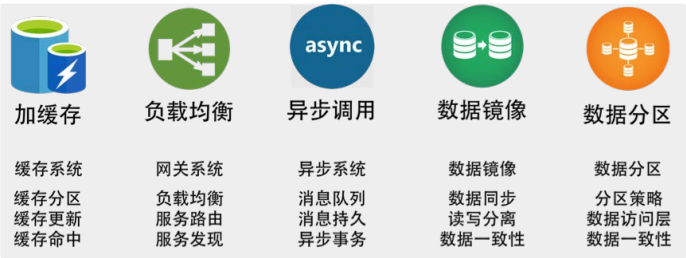 async
加缓存 负载均衡 异步调用 数据镜像 数据分区
缓存系统 网关系统 异步系统 数据镜像 数据分区
缓存分区 负载均衡 消息队列 数据同步 分区策略
缓存更新 服务路由 消息持久 读写分离 数据访问层
缓存命中 服务发现 异步事务 数据一致性 数据一致性